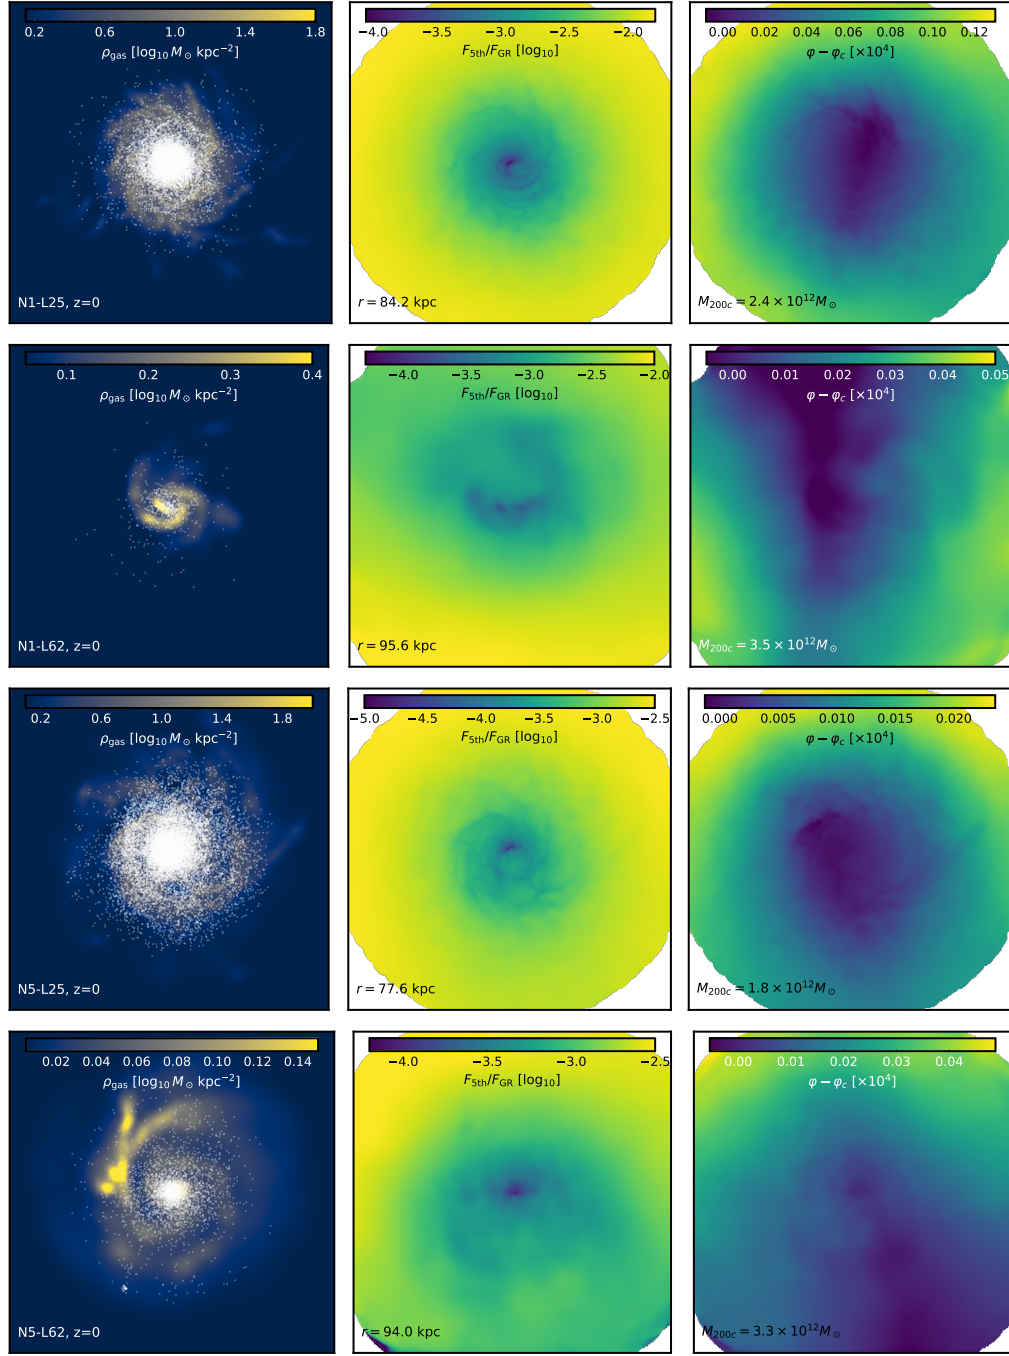 0.2 1.0 1.8
ρgas [log10 M⊙ kpc−2]
N1-L25, z=0
−4.0 −3.0 −2.5 −2.0
F5th/FGR [log10]
r = 84.2 kpc
0.00 0.02 0.04 0.06 0.08 0.10 0.12
φ − φc [×10^4]
M200c = 2.4 × 10^12 M⊙
0.1 0.2 0.3 0.4
ρgas [log10 M⊙ kpc−2]
N1-L62, z=0
−4.0 −3.5 −3.0 −2.5 −2.0
F5th/FGR [log10]
r = 95.6 kpc
0.00 0.01 0.02 0.03 0.04 0.05
φ − φc [×10^4]
M200c = 3.5 × 10^12 M⊙
0.2 0.6 1.0 1.4 1.8
ρgas [log10 M⊙ kpc−2]
N5-L25, z=0
−5.0 −4.5 −4.0 −3.5 −3.0 −2.5
F5th/FGR [log10]
r = 77.6 kpc
0.000 0.005 0.010 0.015 0.020
φ − φc [×10^4]
M200c = 1.8 × 10^12 M⊙
0.02 0.04 0.06 0.08 0.10 0.12 0.14
ρgas [log10 M⊙ kpc−2]
N5-L62, z=0
−4.0 −3.5 −3.0 −2.5
F5th/FGR [log10]
r = 94.0 kpc
0.00 0.01 0.02 0.03 0.04
φ − φc [×10^4]
M200c = 3.3 × 10^12 M⊙